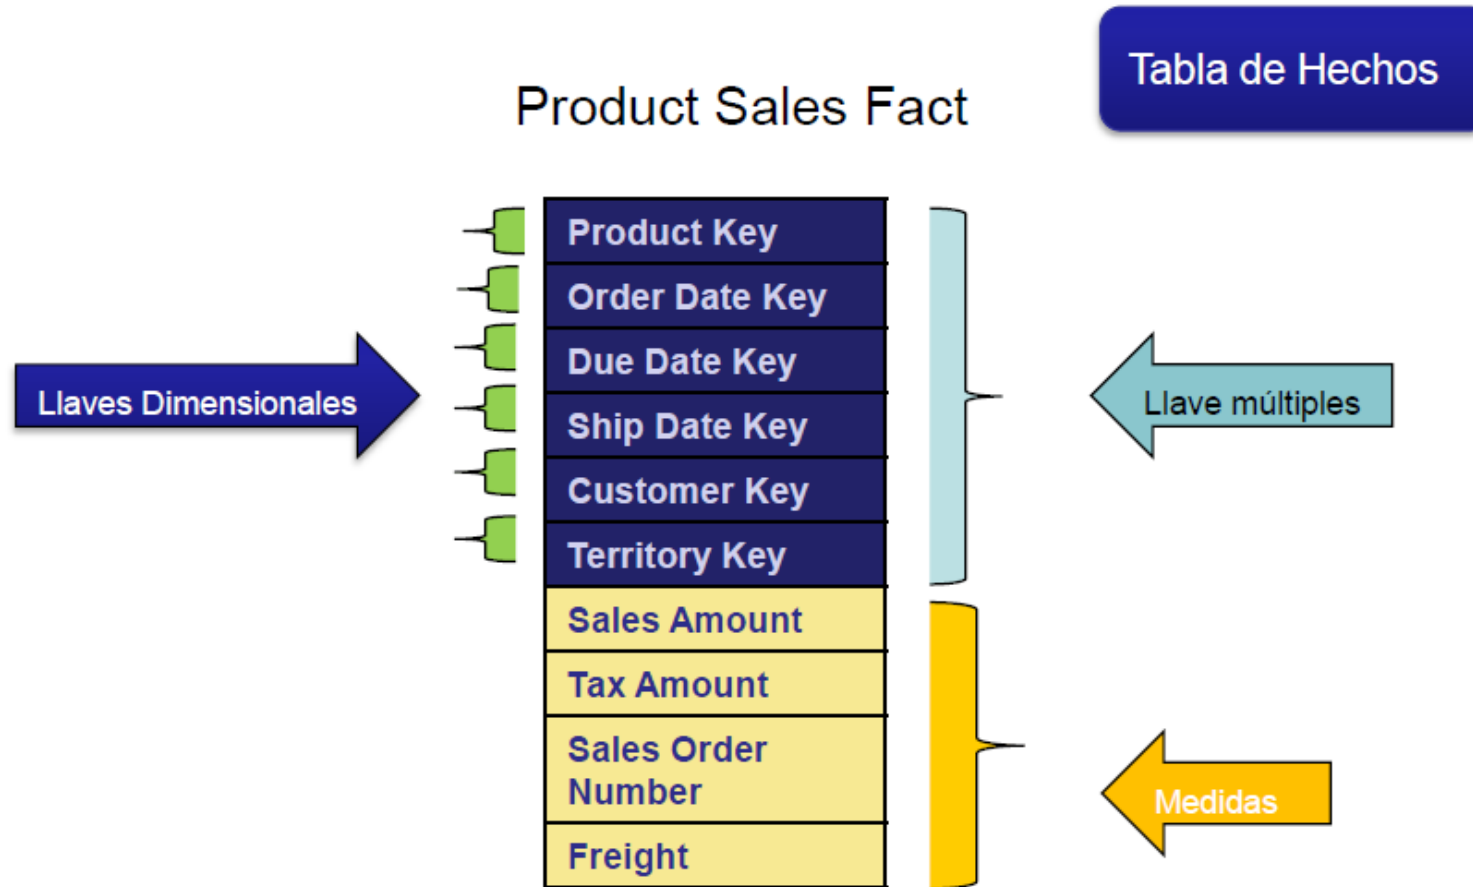 Tabla de Hechos
Product Sales Fact
Product Key
Order Date Key
Due Date Key
Llaves Dimensionales
Llave múltiples
Ship Date Key
Customer Key
Territory Key
Sales Amount
Tax Amount
Sales Order
Number
Medidas
Freight